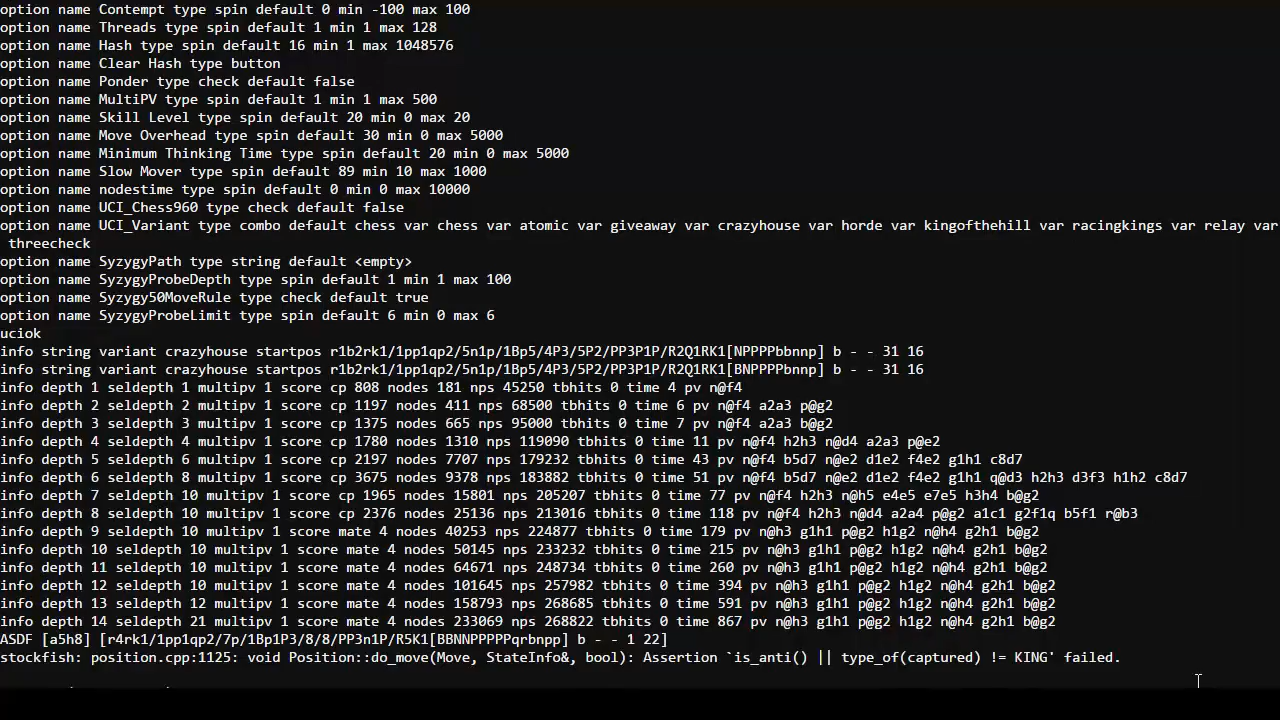 option name Contempt type spin default 0 min -100 max 100
option name Threads type spin default 1 min 1 max 128
option name Hash type spin default 16 min 1 max 1048576
option name Clear Hash type button
option name Ponder type check default false
option name MultiPV type spin default 1 min 1 max 500
option name Skill Level type spin default 20 min 0 max 20
option name Move Overhead type spin default 30 min 0 max 5000
option name Minimum Thinking Time type spin default 20 min 0 max 5000
option name Slow Mover type spin default 89 min 10 max 1000
option name nodestime type spin default 0 min 0 max 10000
option name UCI_Chess960 type check default false
option name UCI_Variant type combo default chess var chess var atomic var giveaway var crazyhouse var horde var kingofthehill var racingkings var relay var
threecheck
option name SyzygyPath type string default <empty>
option name SyzygyProbeDepth type spin default 1 min 1 max 100
option name Syzygy50MoveRule type check default true
option name SyzygyProbeLimit type spin default 6 min 0 max 6
uciok
info string variant crazyhouse startpos r1b2rk1/1pp1qp2/5n1p/1Bp5/4P3/5P2/PP3P1P/R2Q1RK1[NPPPPbbnnp] b - - 31 16
info string variant crazyhouse startpos r1b2rk1/1pp1qp2/5n1p/1Bp5/4P3/5P2/PP3P1P/R2Q1RK1[BNPPPPbnnp] b - - 31 16
info depth 1 seldepth 1 multipv 1 score cp 808 nodes 181 nps 45250 tbhits 0 time 4 pv n@f4
info depth 2 seldepth 2 multipv 1 score cp 1197 nodes 411 nps 68500 tbhits 0 time 6 pv n@f4 a2a3 p@g2
info depth 3 seldepth 3 multipv 1 score cp 1375 nodes 665 nps 95000 tbhits 0 time 7 pv n@f4 a2a3 b@g2
info depth 4 seldepth 4 multipv 1 score cp 1780 nodes 1310 nps 119090 tbhits 0 time 11 pv n@f4 h2h3 n@d4 a2a3 p@e2
info depth 5 seldepth 6 multipv 1 score cp 2197 nodes 7707 nps 179232 tbhits 0 time 43 pv n@f4 b5d7 n@e2 d1e2 f4e2 g1h1 c8d7
info depth 6 seldepth 8 multipv 1 score cp 3675 nodes 9378 nps 183882 tbhits 0 time 51 pv n@f4 b5d7 n@e2 d1e2 f4e2 g1h1 q@d3 h2h3 d3f3 h1h2 c8d7
info depth 7 seldepth 10 multipv 1 score cp 1965 nodes 15801 nps 205207 tbhits 0 time 77 pv n@f4 h2h3 n@h5 e4e5 e7e5 h3h4 b@g2
info depth 8 seldepth 10 multipv 1 score cp 2376 nodes 25136 nps 213016 tbhits 0 time 118 pv n@f4 h2h3 n@d4 a2a4 p@g2 a1c1 g2f1q b5f1 r@b3
info depth 9 seldepth 10 multipv 1 score mate 4 nodes 40253 nps 224877 tbhits 0 time 179 pv n@h3 g1h1 p@g2 h1g2 n@h4 g2h1 b@g2
info depth 10 seldepth 10 multipv 1 score mate 4 nodes 50145 nps 233232 tbhits 0 time 215 pv n@h3 g1h1 p@g2 h1g2 n@h4 g2h1 b@g2
info depth 11 seldepth 10 multipv 1 score mate 4 nodes 64671 nps 248734 tbhits 0 time 260 pv n@h3 g1h1 p@g2 h1g2 n@h4 g2h1 b@g2
info depth 12 seldepth 10 multipv 1 score mate 4 nodes 101645 nps 257982 tbhits 0 time 394 pv n@h3 g1h1 p@g2 h1g2 n@h4 g2h1 b@g2
info depth 13 seldepth 12 multipv 1 score mate 4 nodes 158793 nps 268685 tbhits 0 time 591 pv n@h3 g1h1 p@g2 h1g2 n@h4 g2h1 b@g2
info depth 14 seldepth 21 multipv 1 score mate 4 nodes 233069 nps 268822 tbhits 0 time 867 pv n@h3 g1h1 p@g2 h1g2 n@h4 g2h1 b@g2
ASDF [a5h8] [r4rk1/1pp1qp2/7p/1Bp1P3/8/8/PP3n1P/R5K1[BBNNPPPPPqrbnpp] b - - 1 22]
stockfish: position.cpp:1125: void Position::do_move(Move, StateInfo&, bool): Assertion `is_anti() || type_of(captured) != KING' failed.